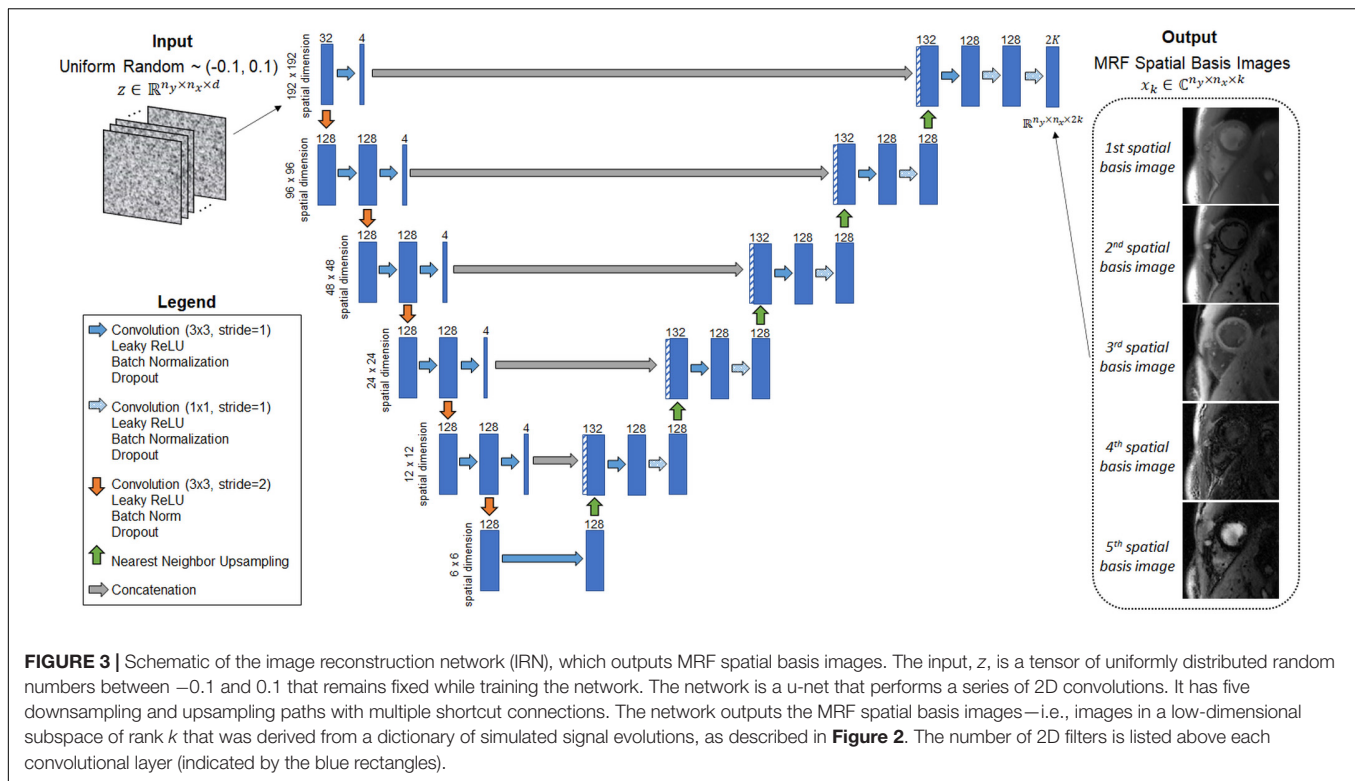 Input
Uniform Random ~ (-0.1, 0.1)
z ∈ ℝ^{n_y×n_x×d}
192 x 192
spatial dimension
32
4
132
128
128
2K
96 x 96
spatial dimension
128
128
4
132
128
128
48 x 48
spatial dimension
128
128
4
132
128
128
24 x 24
spatial dimension
128
128
4
132
128
128
12 x 12
spatial dimension
128
128
4
132
128
128
6 x 6
spatial dimension
128
128
Legend
Convolution (3x3, stride=1)
Leaky ReLU
Batch Normalization
Dropout
Convolution (1x1, stride=1)
Leaky ReLU
Batch Normalization
Dropout
Convolution (3x3, stride=2)
Leaky ReLU
Batch Norm
Dropout
Nearest Neighbor Upsampling
Concatenation
Output
MRF Spatial Basis Images
x_k ∈ ℂ^{n_y×n_x×k}
ℝ^{n_y×n_x×2k}
1st spatial
basis image
2nd spatial
basis image
3rd spatial
basis image
4th spatial
basis image
5th spatial
basis image
FIGURE 3 | Schematic of the image reconstruction network (IRN), which outputs MRF spatial basis images. The input, z, is a tensor of uniformly distributed random
numbers between −0.1 and 0.1 that remains fixed while training the network. The network is a u-net that performs a series of 2D convolutions. It has five
downsampling and upsampling paths with multiple shortcut connections. The network outputs the MRF spatial basis images—i.e., images in a low-dimensional
subspace of rank k that was derived from a dictionary of simulated signal evolutions, as described in Figure 2. The number of 2D filters is listed above each
convolutional layer (indicated by the blue rectangles).